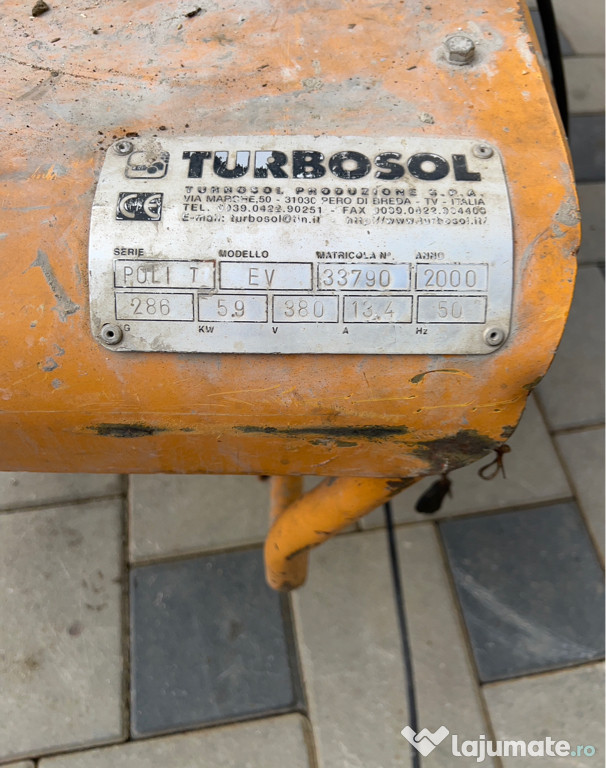 TURBOSOL
TURBOSOL PRODUZIONE S.P.A
VIA MARCHE,50 - 31030 PERO DI BREDA - TV - ITALIA
TEL. 0039.0422.90251 - FAX 0039.0422.904408
E-mail: turbosol@tin.it http://www.turbosol.it/
CE
SERIE MODELLO MATRICOLA N° ANNO
POLI T EV 33790 2000
286 5.9 380 13.4 50
G KW V A Hz
lajumate.ro